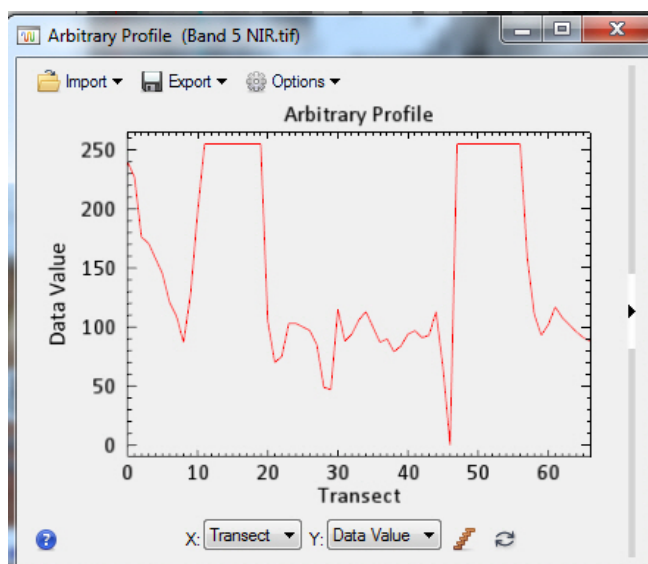 Arbitrary Profile (Band 5 NIR.tif)
Import Export Options
Arbitrary Profile
250
200
150
100
50
0
Data Value
0 10 20 30 40 50 60
Transect
X: Transect Y: Data Value